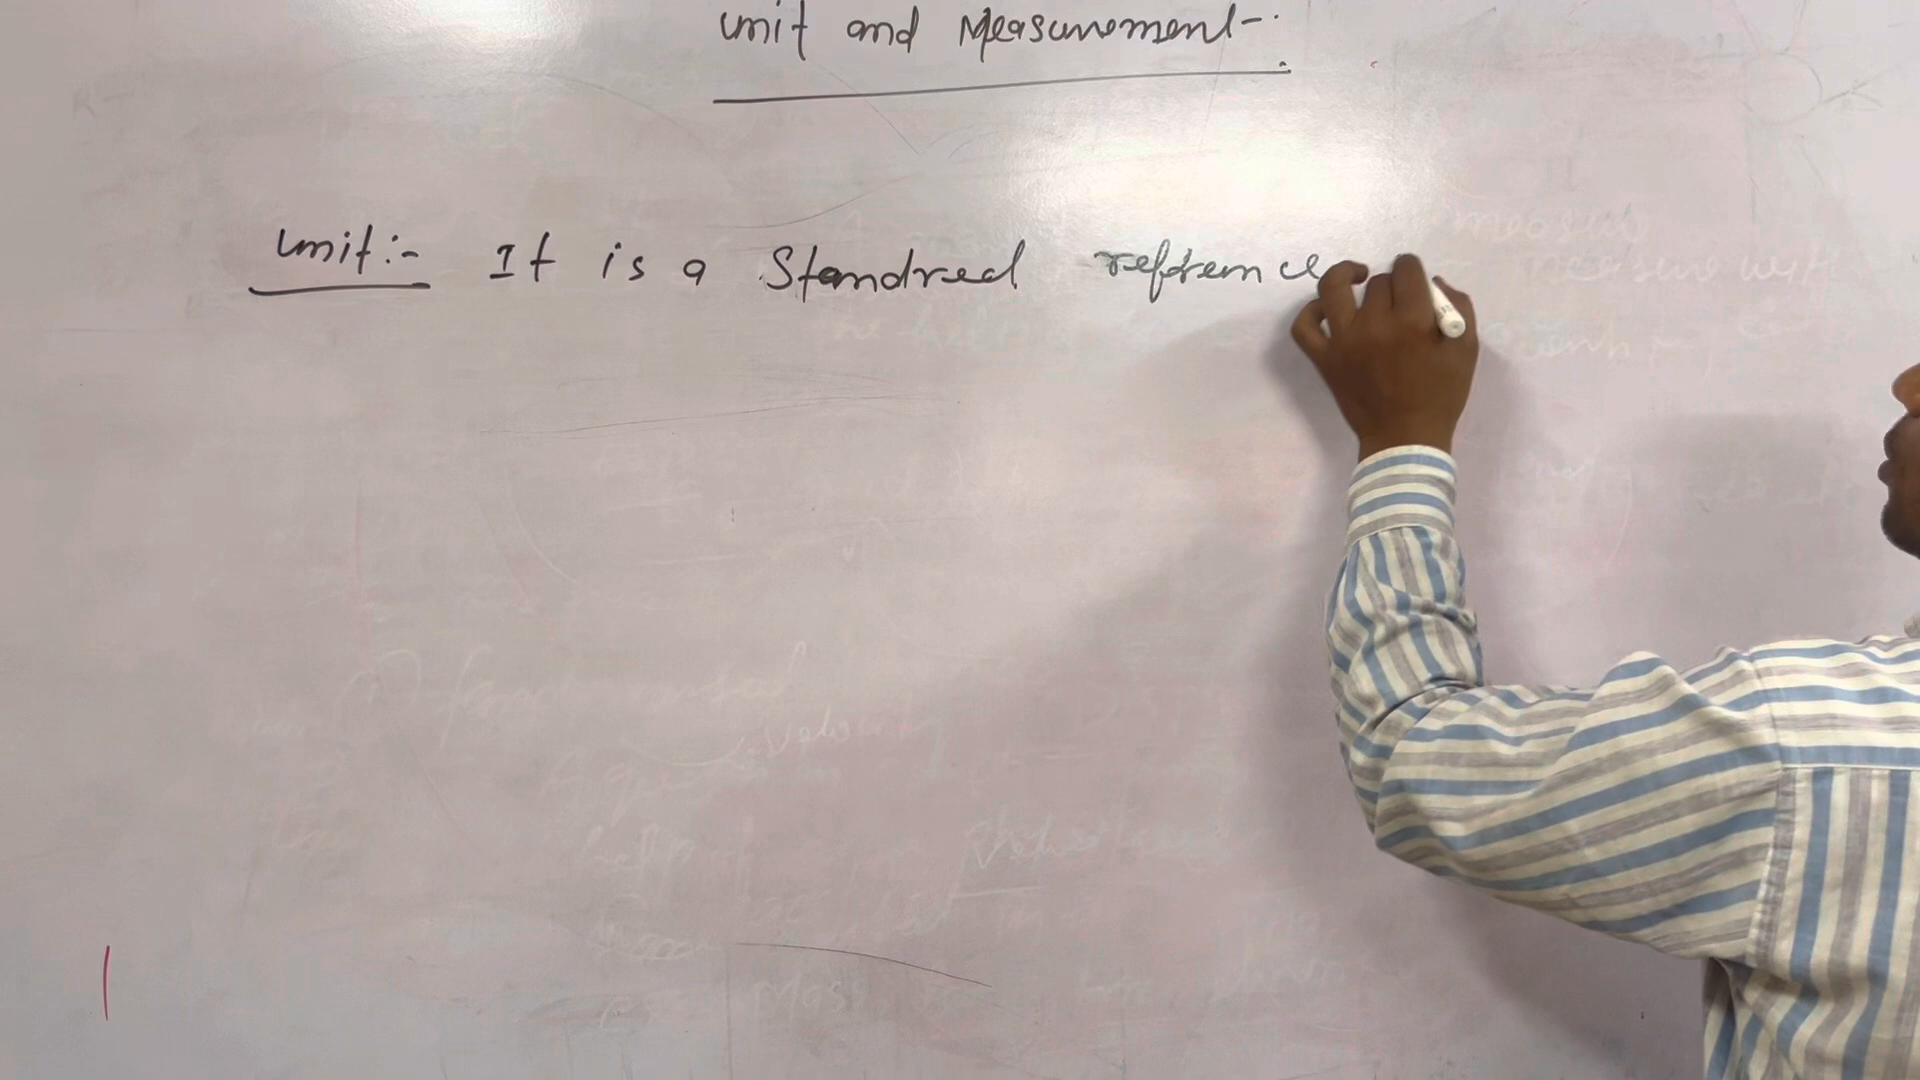 Unit and Measurement-
Unit:- It is a Standred refrence